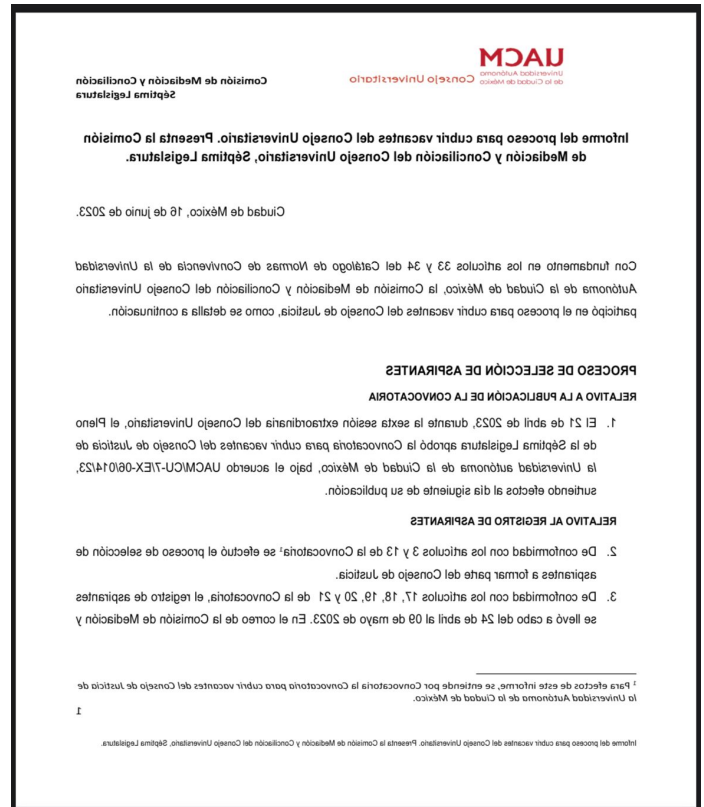 UACM
Universidad Autónoma
de la Ciudad de México
Consejo Universitario
Comisión de Mediación y Conciliación
Séptima Legislatura
Informe del proceso para cubrir vacantes del Consejo Universitario. Presenta la Comisión
de Mediación y Conciliación del Consejo Universitario, Séptima Legislatura.
Ciudad de México, 16 de junio de 2023.
Con fundamento en los artículos 33 y 34 del Catálogo de Normas de Convivencia de la Universidad
Autónoma de la Ciudad de México, la Comisión de Mediación y Conciliación del Consejo Universitario
participó en el proceso para cubrir vacantes del Consejo de Justicia, como se detalla a continuación.
PROCESO DE SELECCIÓN DE ASPIRANTES
RELATIVO A LA PUBLICACIÓN DE LA CONVOCATORIA
1. El 21 de abril de 2023, durante la sexta sesión extraordinaria del Consejo Universitario, el Pleno
de la Séptima Legislatura aprobó la Convocatoria para cubrir vacantes del Consejo de Justicia de
la Universidad autónoma de la Ciudad de México, bajo el acuerdo UACM/CU-7/EX-06/014/23,
surtiendo efectos al día siguiente de su publicación.
RELATIVO AL REGISTRO DE ASPIRANTES
2. De conformidad con los artículos 3 y 13 de la Convocatoria¹ se efectuó el proceso de selección de
aspirantes a formar parte del Consejo de Justicia.
3. De conformidad con los artículos 17, 18, 19, 20 y 21 de la Convocatoria, el registro de aspirantes
se llevó a cabo del 24 de abril al 09 de mayo de 2023. En el correo de la Comisión de Mediación y
¹ Para efectos de este informe, se entiende por Convocatoria la Convocatoria para cubrir vacantes del Consejo de Justicia de
la Universidad Autónoma de la Ciudad de México.
1
Informe del proceso para cubrir vacantes del Consejo Universitario. Presenta la Comisión de Mediación y Conciliación del Consejo Universitario, Séptima Legislatura.